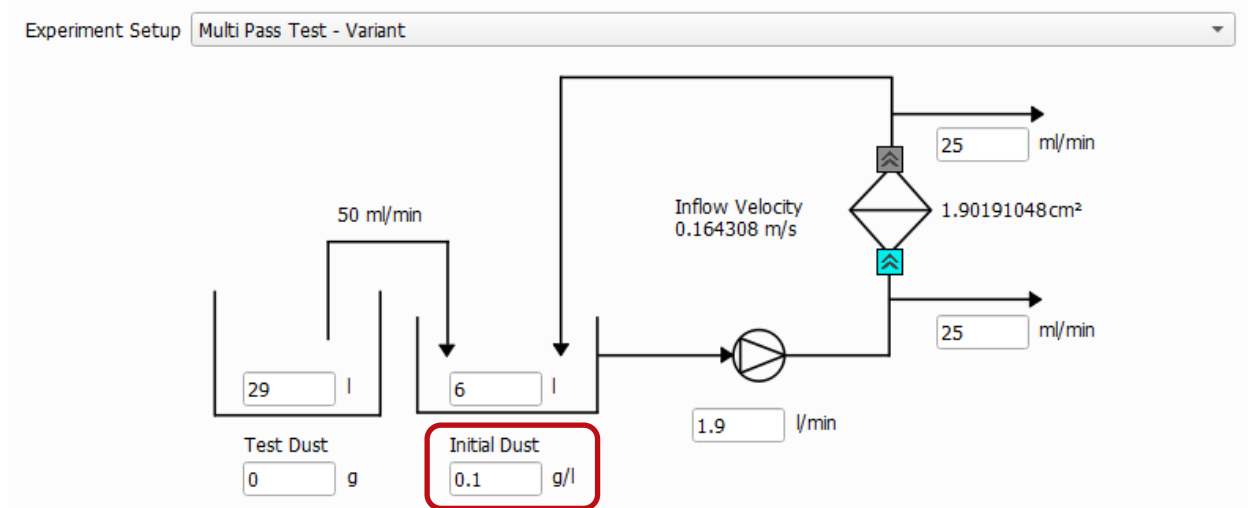 Experiment Setup Multi Pass Test - Variant
25 ml/min
50 ml/min
Inflow Velocity
0.164308 m/s
1.90191048cm²
25 ml/min
29 l
6 l
1.9 l/min
Test Dust
0 g
Initial Dust
0.1 g/l